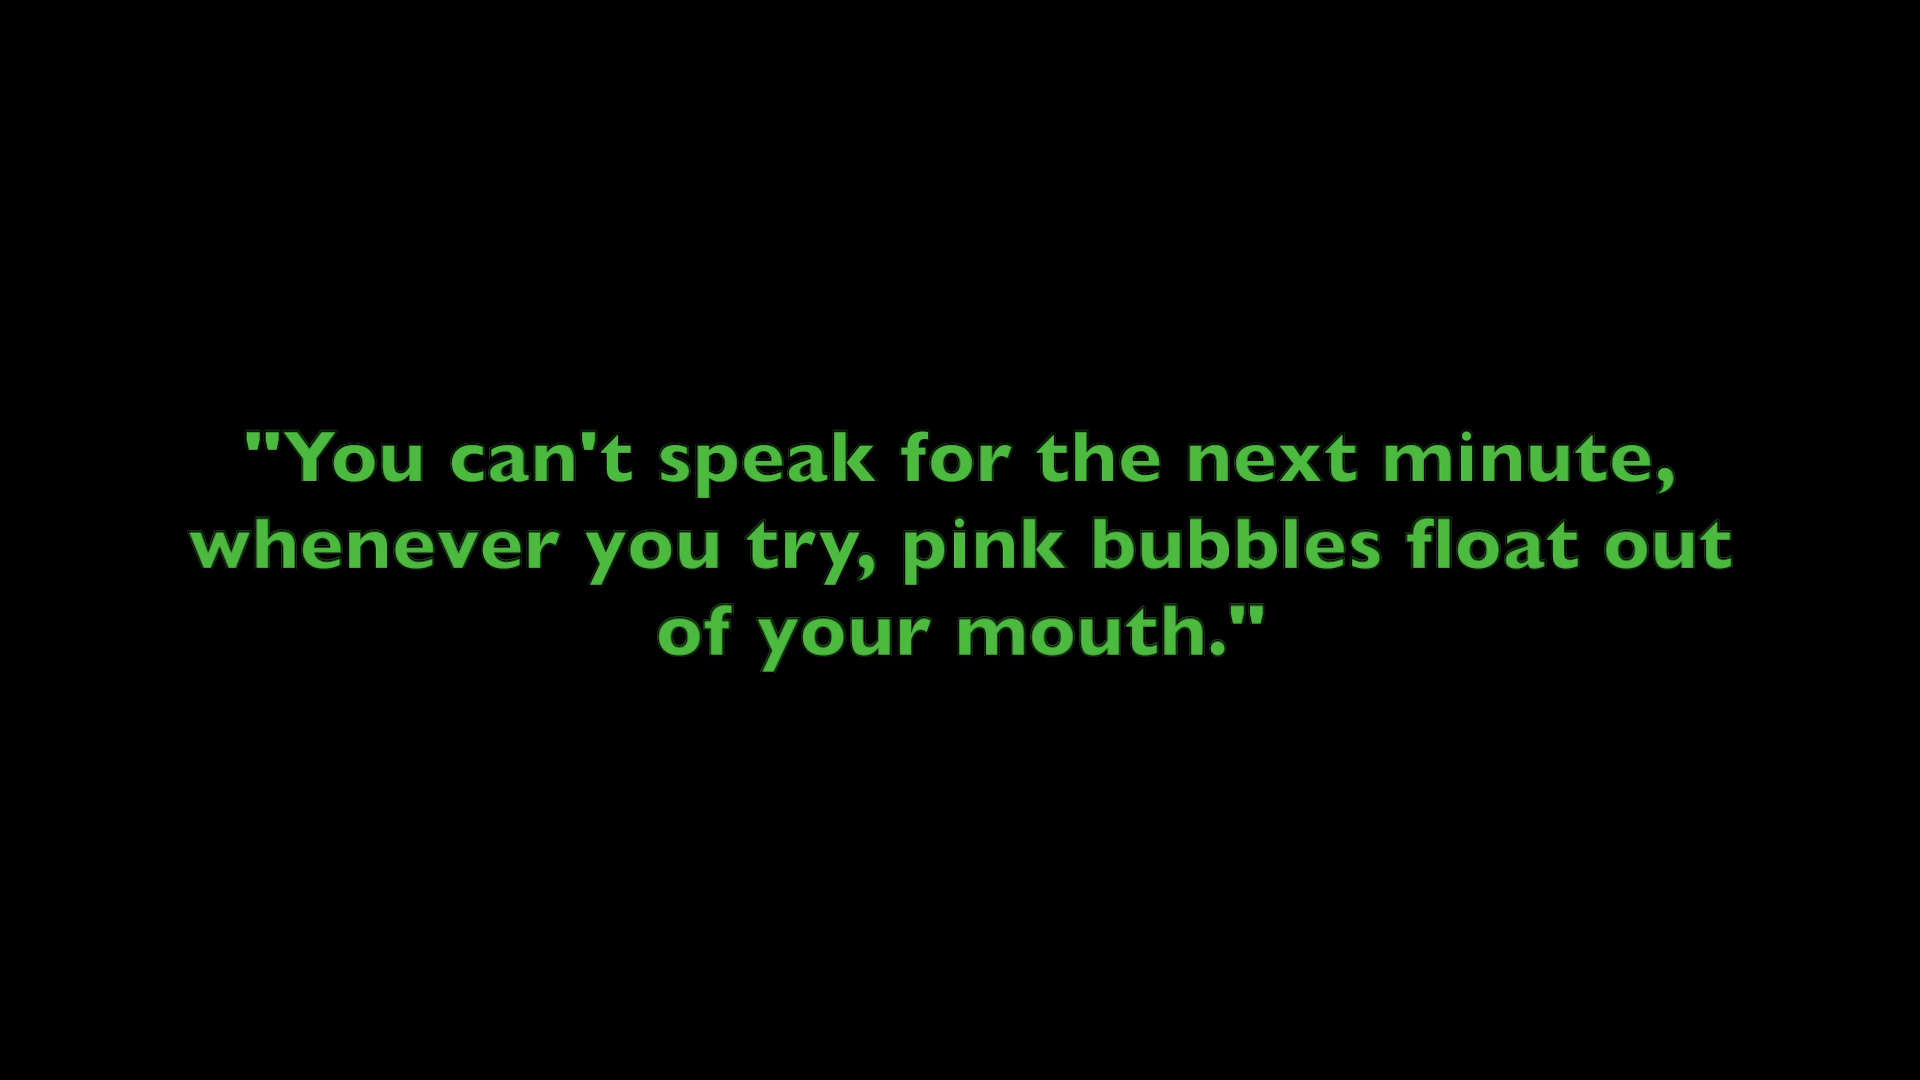 "You can't speak for the next minute,
whenever you try, pink bubbles float out
of your mouth."